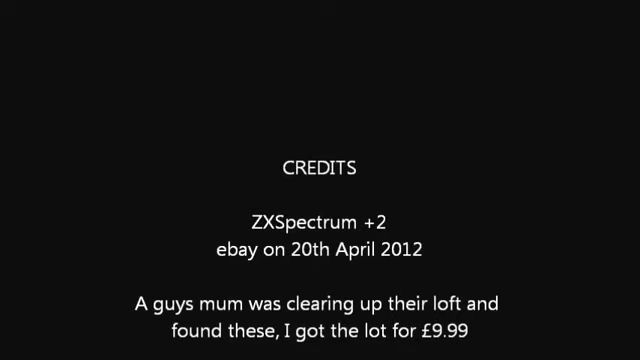 CREDITS
ZXSpectrum +2
ebay on 20th April 2012
A guys mum was clearing up their loft and
found these, I got the lot for £9.99